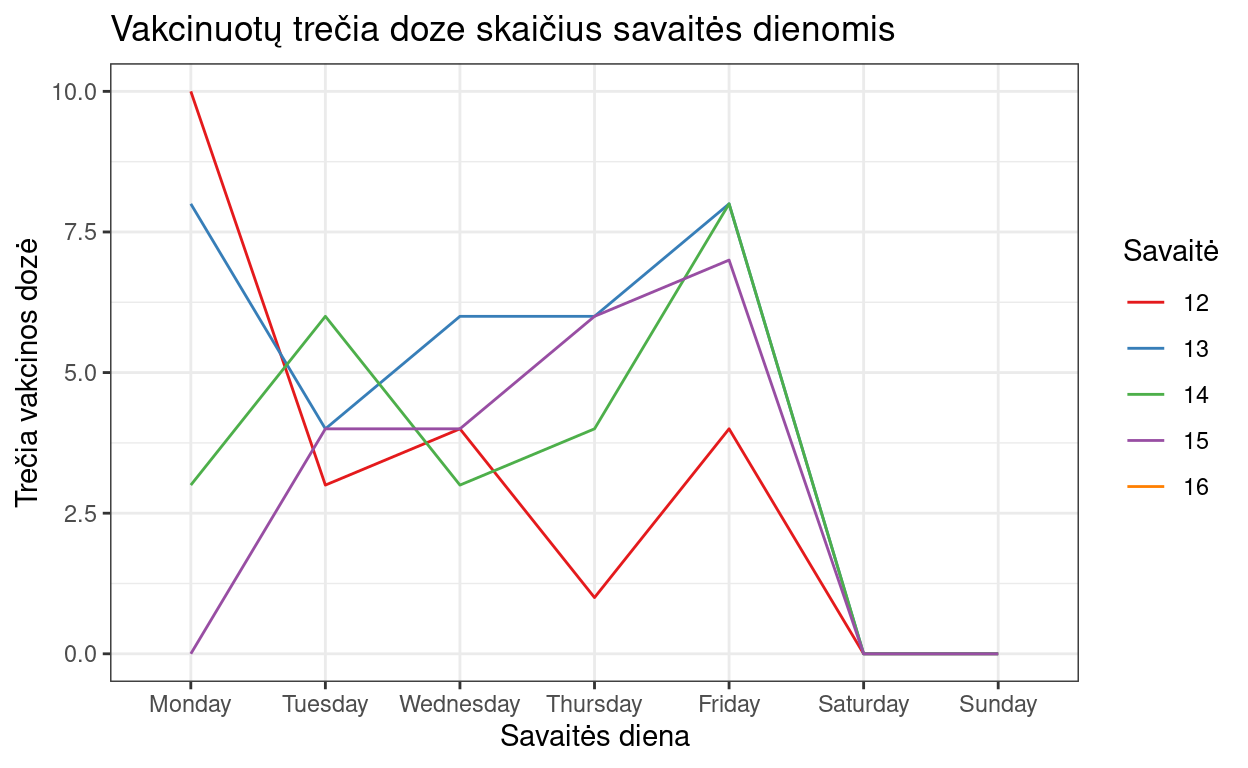 Vakcinuotų trečia doze skaičius savaitės dienomis
Trečia vakcinos dozė
10.0
7.5
5.0
2.5
0.0
Monday Tuesday Wednesday Thursday Friday Saturday Sunday
Savaitės diena
Savaitė
12
13
14
15
16